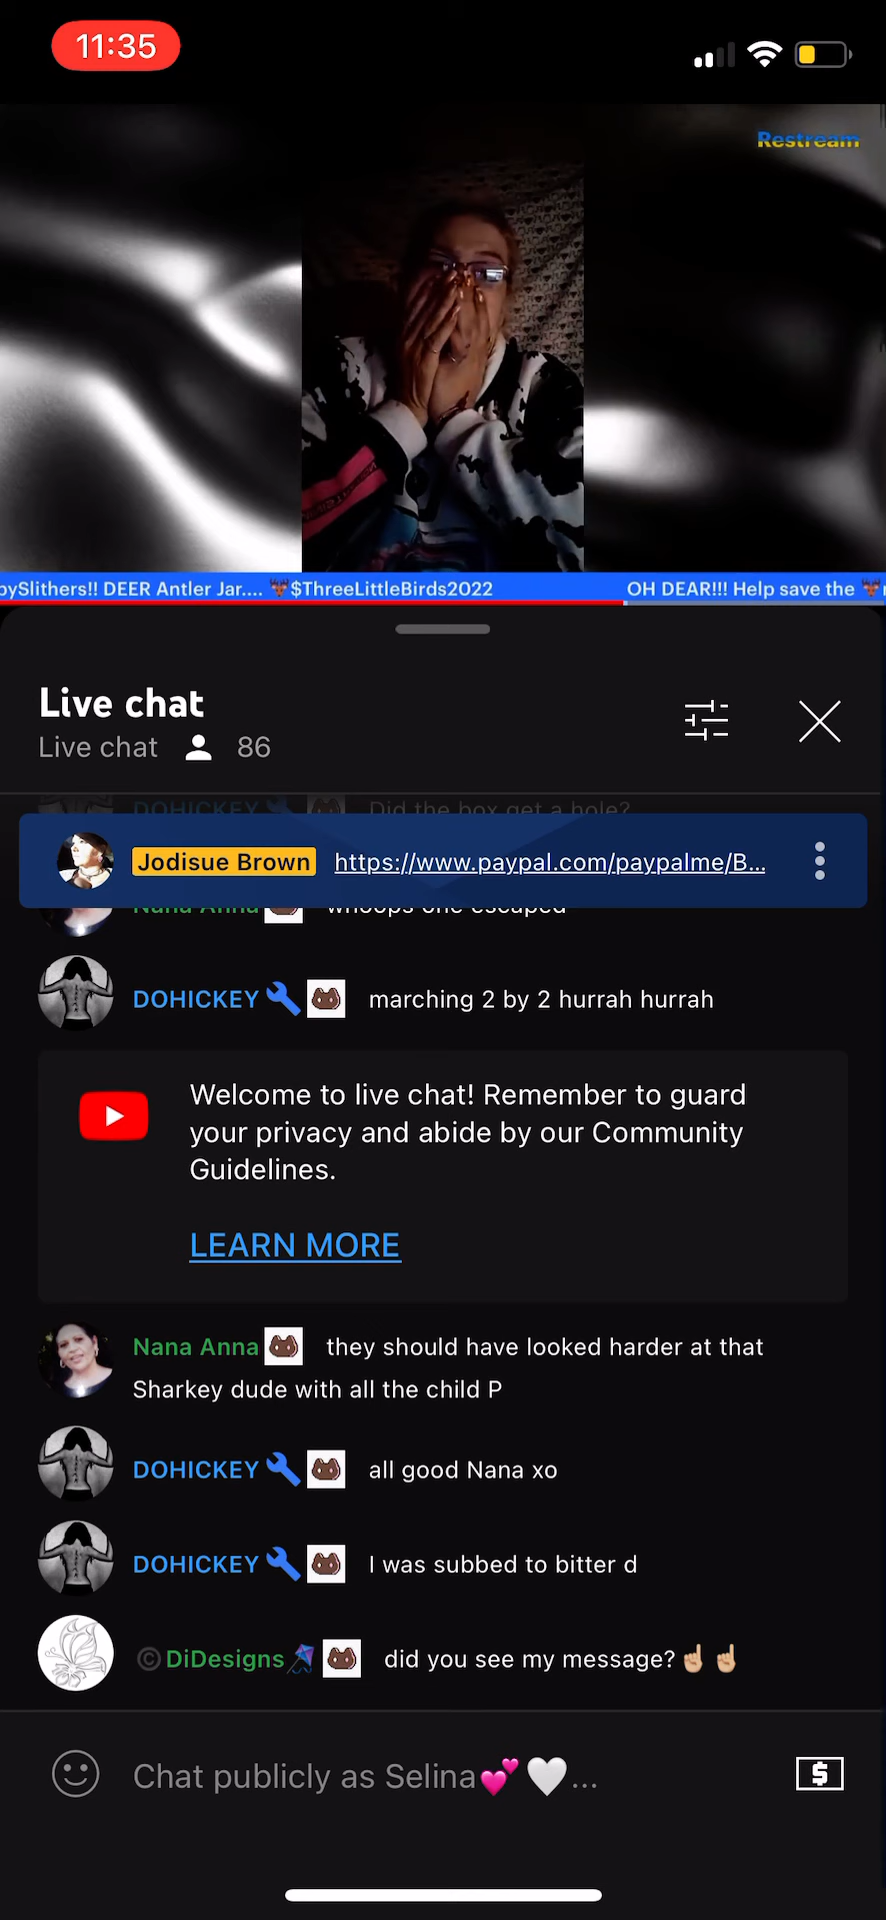 11:35
Restream
bySlithers!! DEER Antler Jar.... 🦌$ThreeLittleBirds2022 OH DEAR!!! Help save the 🦌
Live chat
Live chat 86
DOHICKEY Did the box get a hole?
Jodisue Brown https://www.paypal.com/paypalme/B...
Nana Anna whoops one escaped
DOHICKEY marching 2 by 2 hurrah hurrah
Welcome to live chat! Remember to guard
your privacy and abide by our Community
Guidelines.
LEARN MORE
Nana Anna they should have looked harder at that
Sharkey dude with all the child P
DOHICKEY all good Nana xo
DOHICKEY I was subbed to bitter d
©DiDesigns🪁 did you see my message?☝🏼☝🏼
Chat publicly as Selina💕🤍...
$